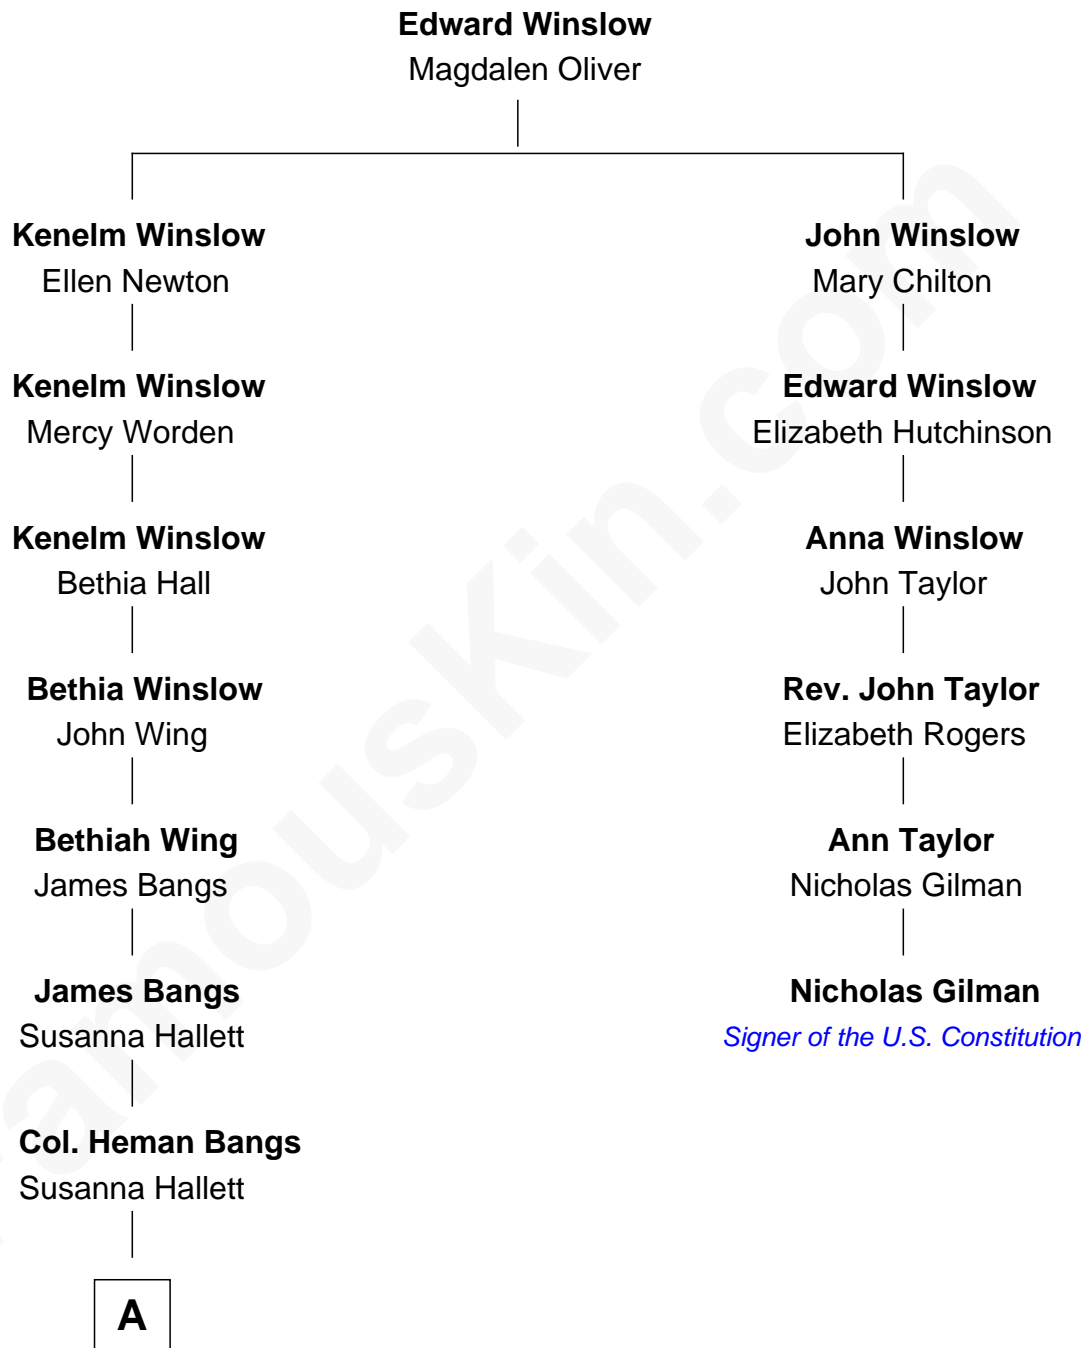 Edward Winslow
Magdalen Oliver
Kenelm Winslow
Ellen Newton
John Winslow
Mary Chilton
Kenelm Winslow
Mercy Worden
Edward Winslow
Elizabeth Hutchinson
Kenelm Winslow
Bethia Hall
Anna Winslow
John Taylor
Bethia Winslow
John Wing
Rev. John Taylor
Elizabeth Rogers
Bethiah Wing
James Bangs
Ann Taylor
Nicholas Gilman
James Bangs
Susanna Hallett
Nicholas Gilman
Signer of the U.S. Constitution
Col. Heman Bangs
Susanna Hallett
A
FamousKin.com